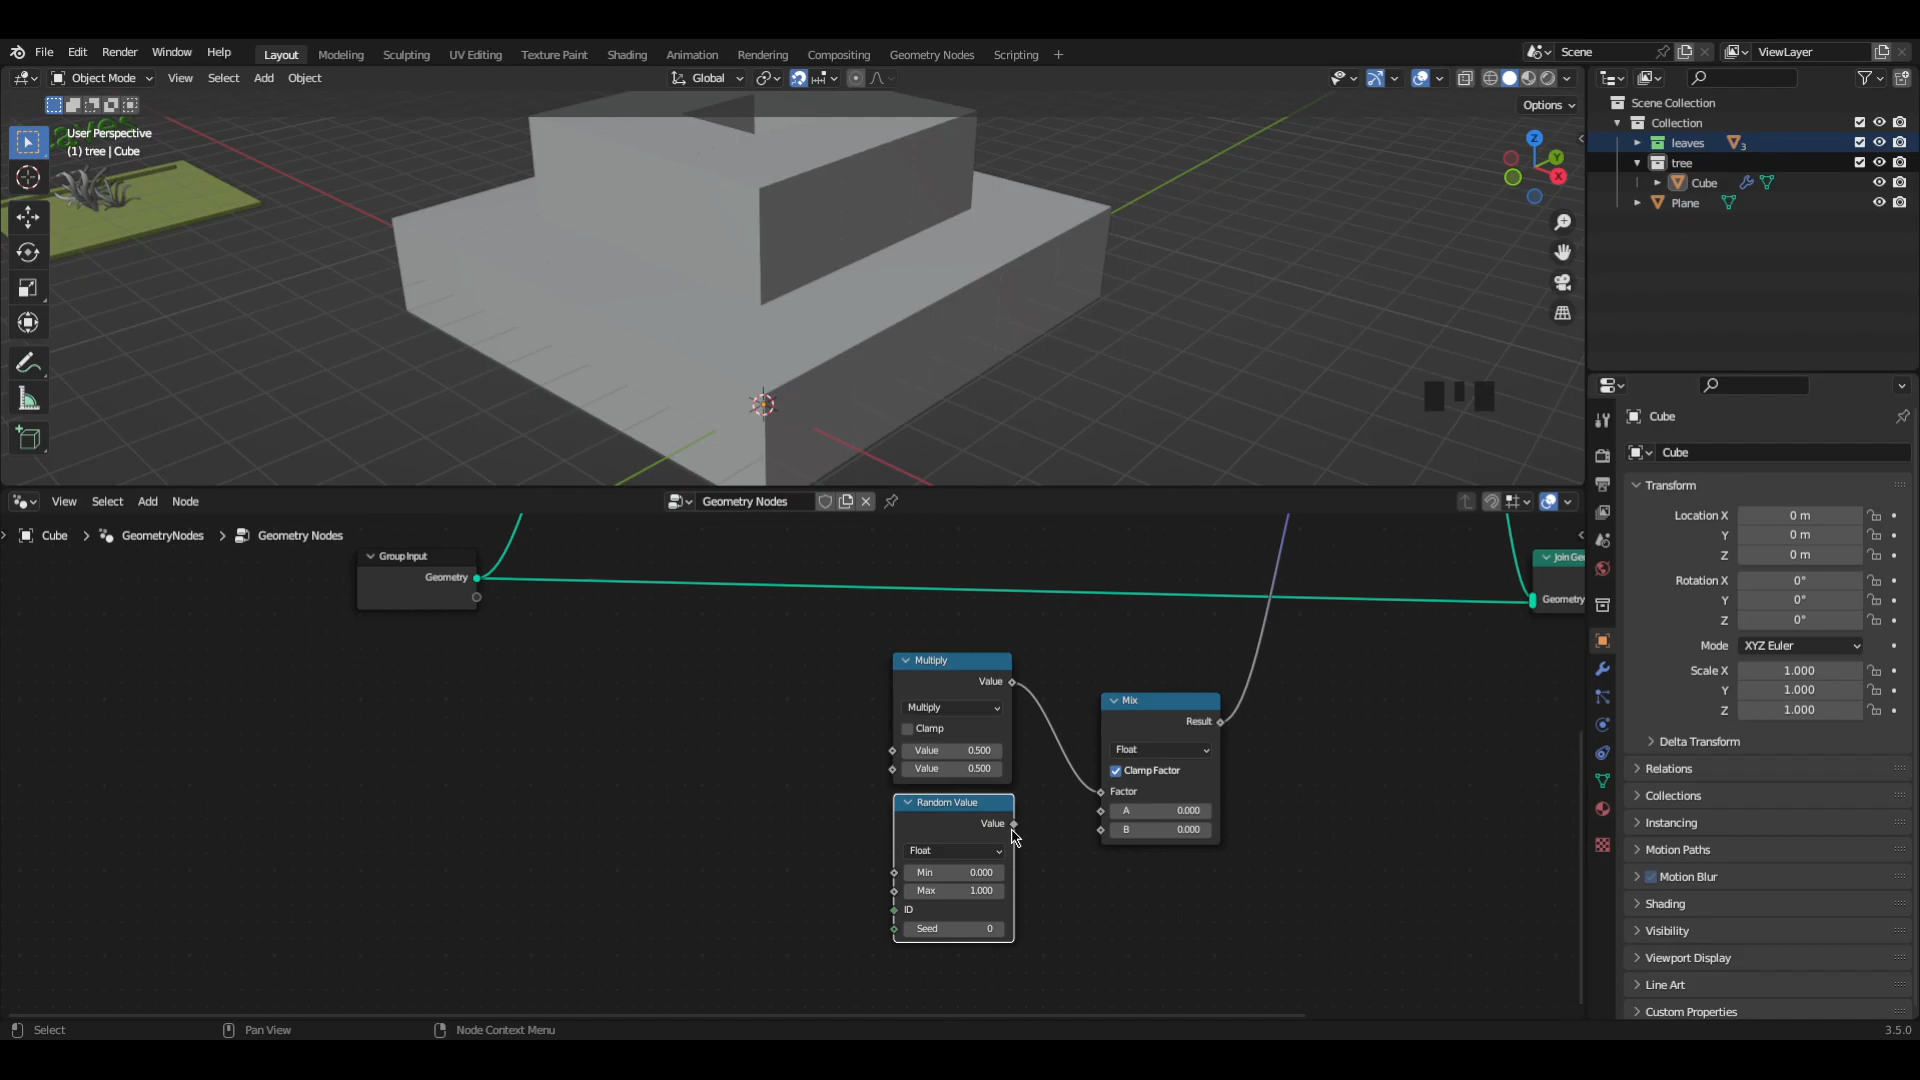 File Edit Render Window Help
Layout Modeling Sculpting UV Editing Texture Paint Shading Animation Rendering Compositing Geometry Nodes Scripting +
Scene
ViewLayer
Object Mode View Select Add Object
Global
Options
User Perspective
(1) tree | Cube
Z
Y
X
Scene Collection
Collection
leaves 3
tree
Cube
Plane
Cube
Cube
Transform
Location X 0 m
Y 0 m
Z 0 m
Rotation X 0°
Y 0°
Z 0°
Mode XYZ Euler
Scale X 1.000
Y 1.000
Z 1.000
Delta Transform
Relations
Collections
Instancing
Motion Paths
Motion Blur
Shading
Visibility
Viewport Display
Line Art
Custom Properties
View Select Add Node
Geometry Nodes
Cube > GeometryNodes > Geometry Nodes
Group Input
Geometry
Join Geo
Geometry
Multiply
Value
Multiply
Clamp
Value 0.500
Value 0.500
Random Value
Value
Float
Min 0.000
Max 1.000
ID
Seed 0
Mix
Result
Float
Clamp Factor
Factor
A 0.000
B 0.000
Select
Pan View
Node Context Menu
3.5.0